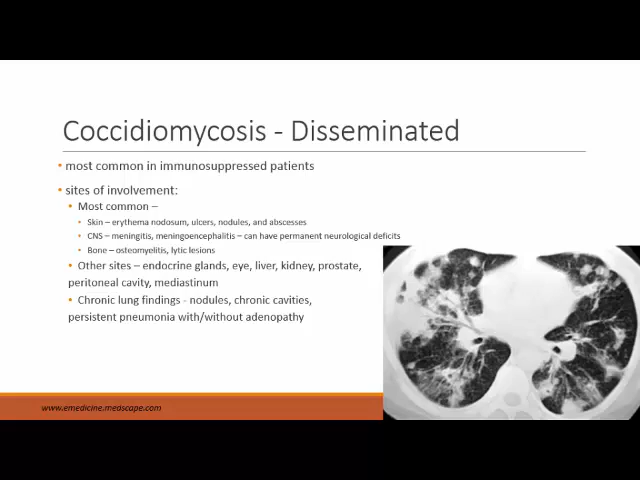 Coccidiomycosis - Disseminated
• most common in immunosuppressed patients
• sites of involvement:
• Most common –
• Skin – erythema nodosum, ulcers, nodules, and abscesses
• CNS – meningitis, meningoencephalitis – can have permanent neurological deficits
• Bone – osteomyelitis, lytic lesions
• Other sites – endocrine glands, eye, liver, kidney, prostate,
peritoneal cavity, mediastinum
• Chronic lung findings - nodules, chronic cavities,
persistent pneumonia with/without adenopathy
www.emedicine.medscape.com